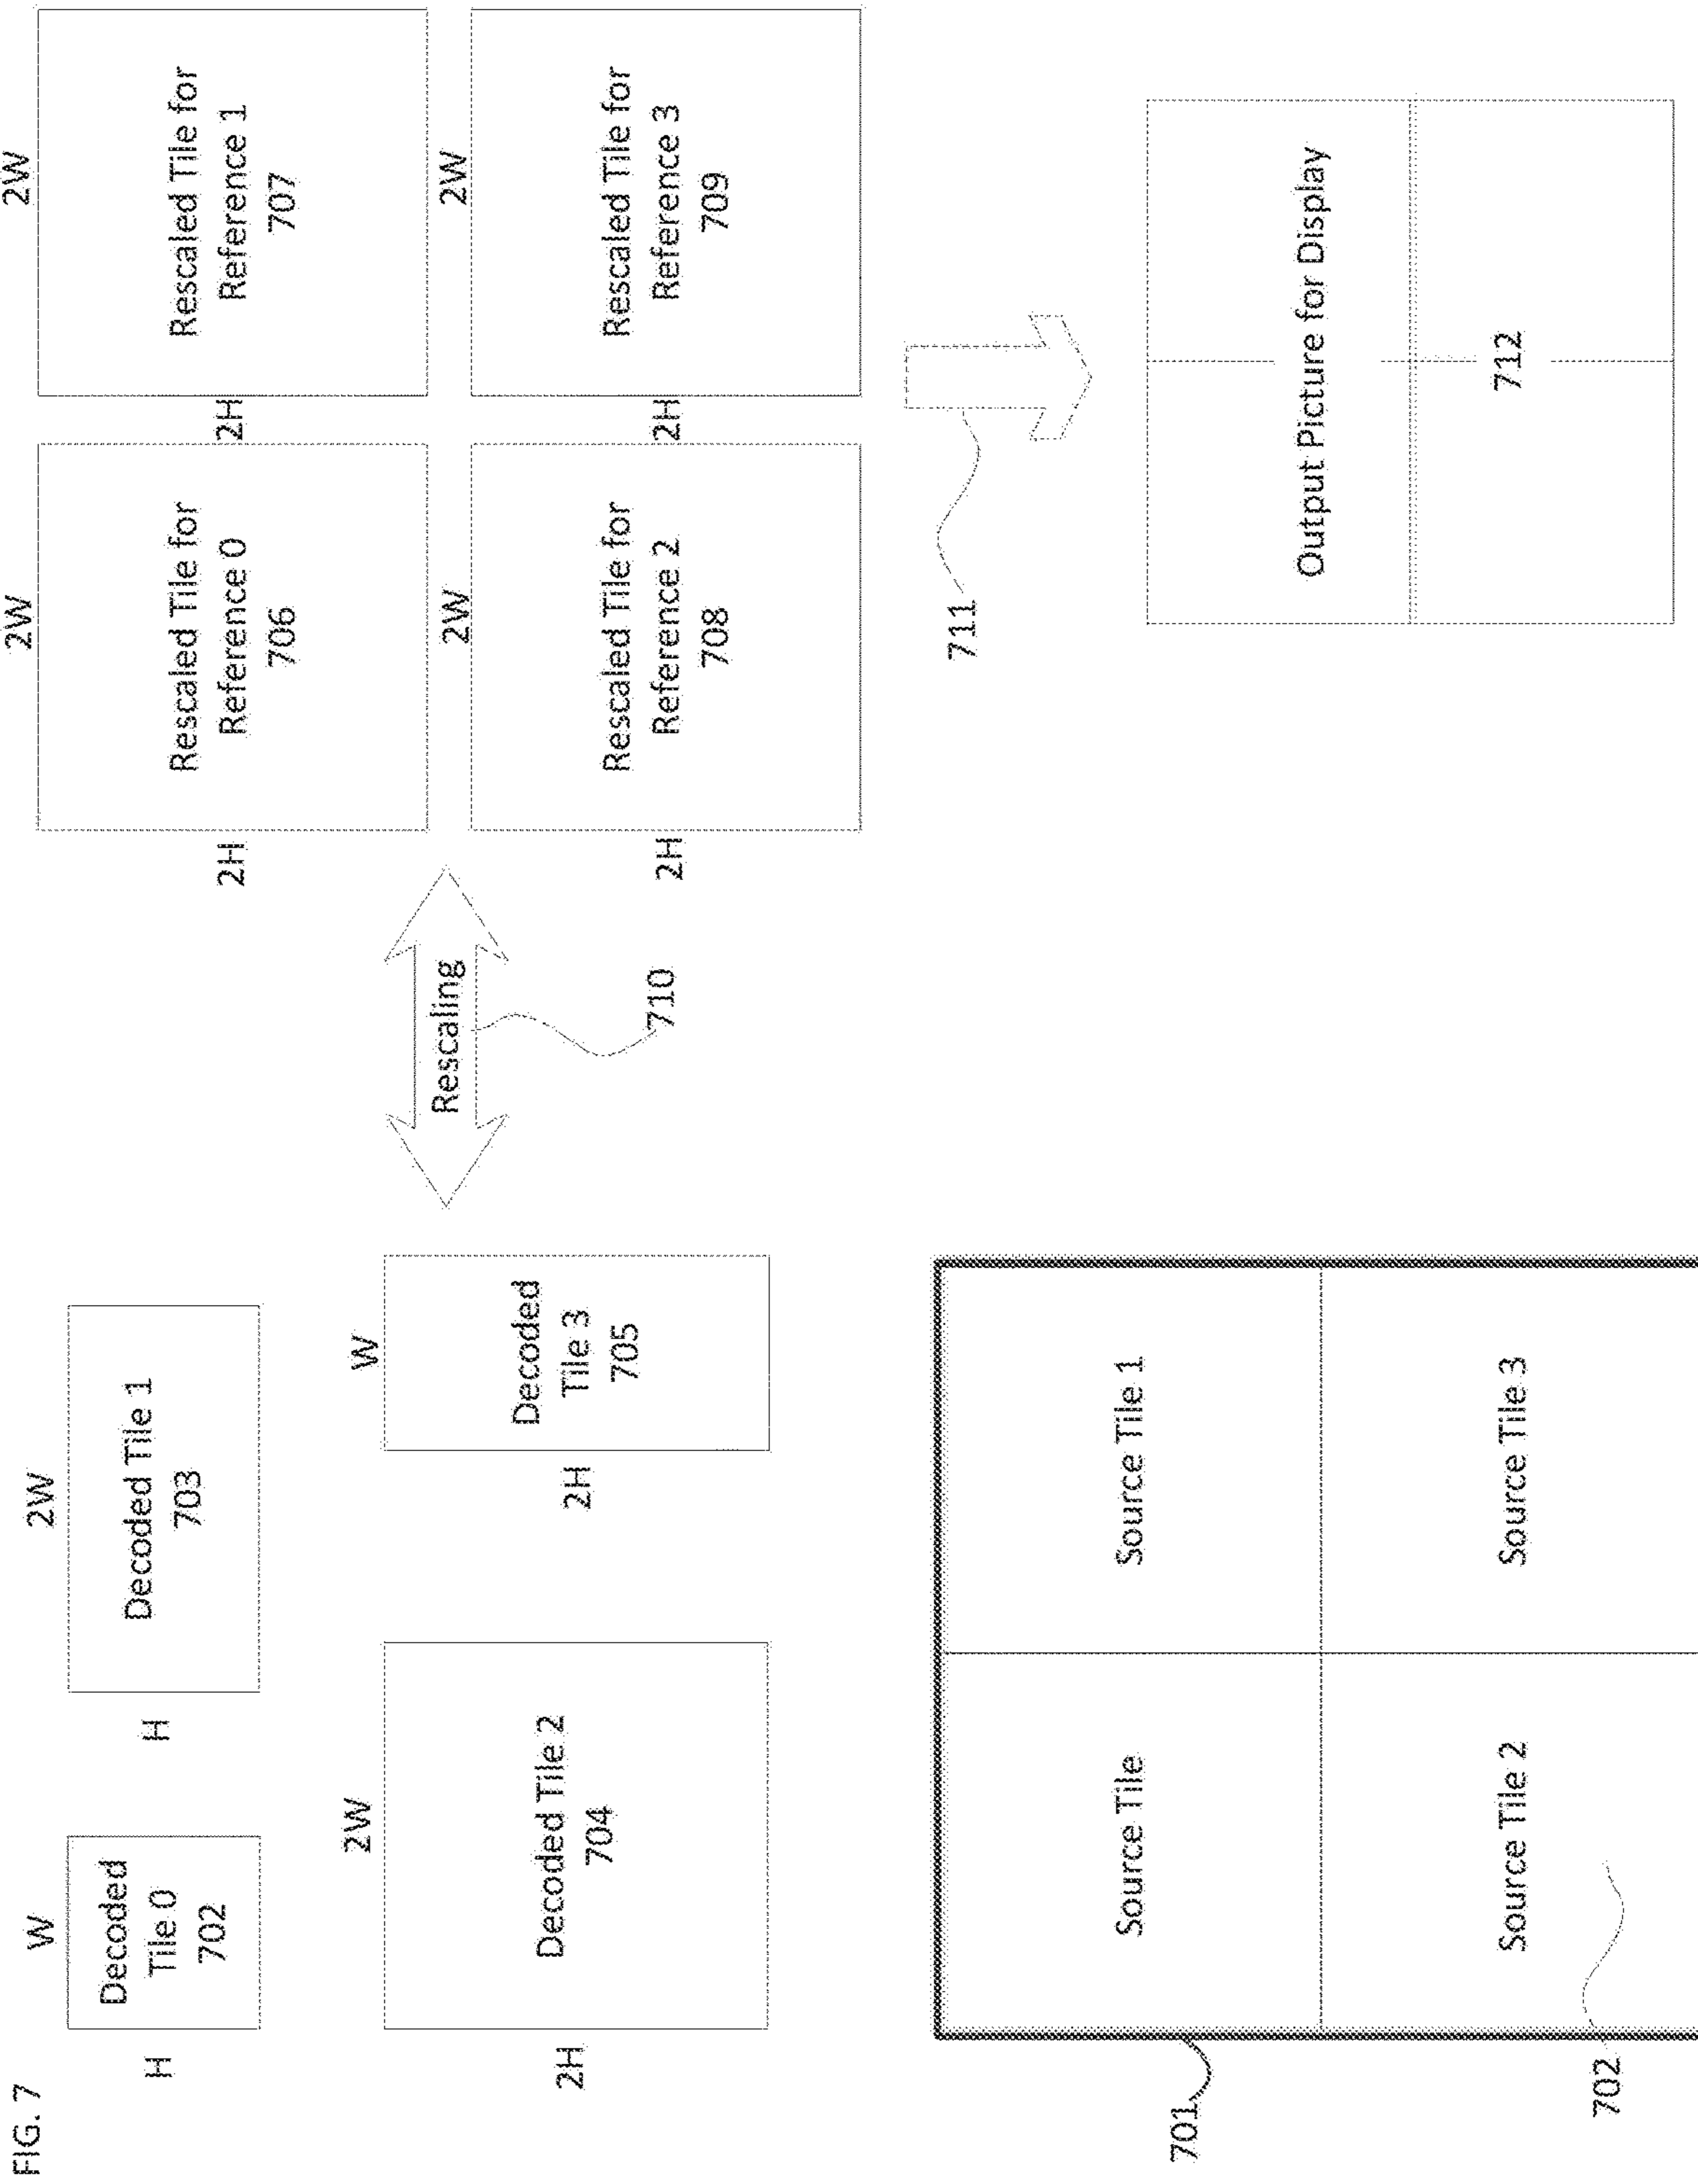 FIG. 7
W
H
Decoded
Tile 0
702
2W
H
Decoded Tile 1
703
2W
2H
Decoded Tile 2
704
W
2H
Decoded
Tile 3
705
Rescaling
710
2W
2H
Rescaled Tile for
Reference 0
706
2W
2H
Rescaled Tile for
Reference 1
707
2W
2H
Rescaled Tile for
Reference 2
708
2W
2H
Rescaled Tile for
Reference 3
709
701
Source Tile
Source Tile 1
Source Tile 2
Source Tile 3
702
711
Output Picture for Display
712